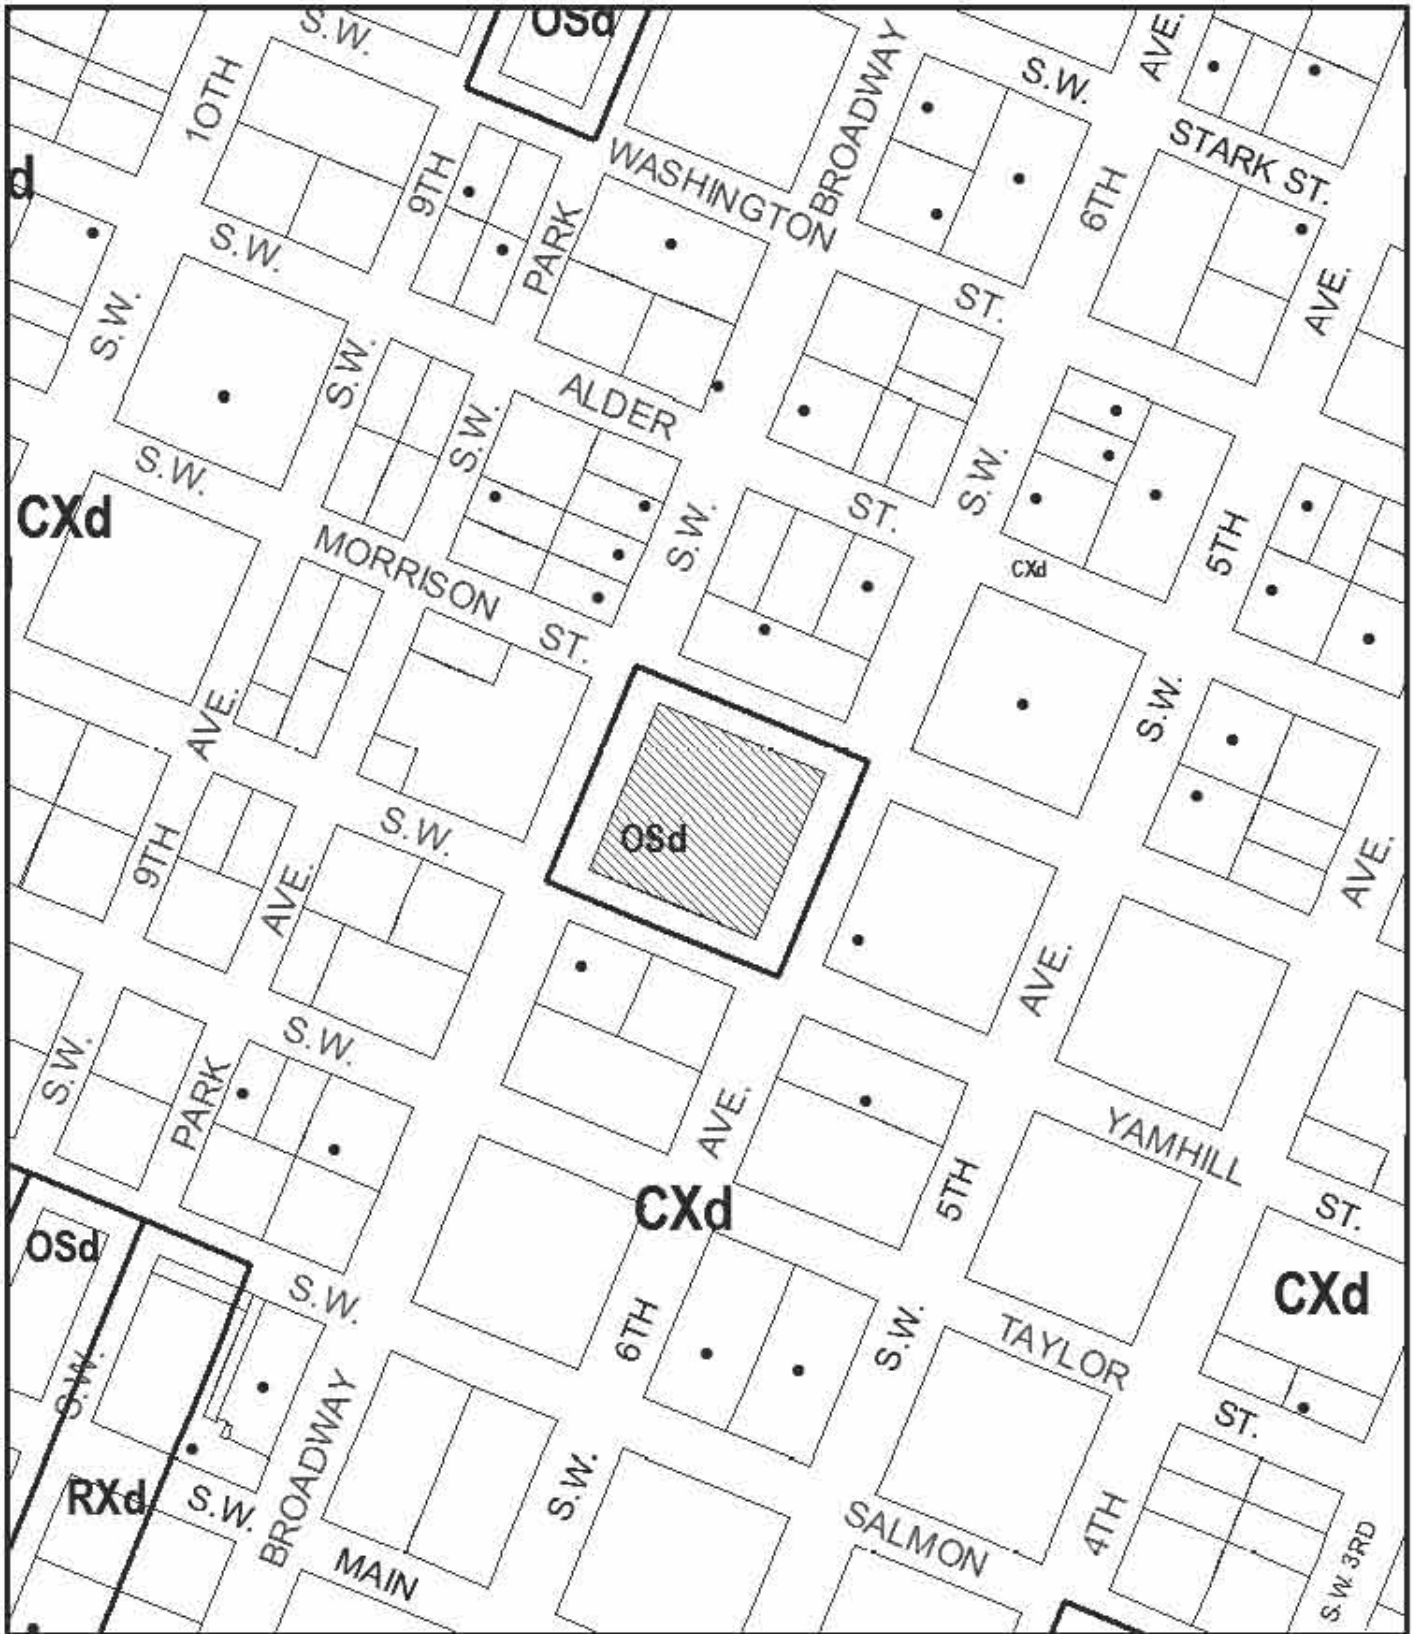 OSd
S.W.
AVE.
S.W.
BROADWAY
10TH
STARK ST.
WASHINGTON
9TH
6TH
d
PARK
S.W.
ST.
AVE.
S.W.
S.W.
ALDER
S.W.
S.W.
S.W.
ST.
CXd
S.W.
5TH
MORRISON
CXd
ST.
AVE.
S.W.
OSd
S.W.
9TH
AVE.
AVE.
AVE.
S.W.
S.W.
PARK
AVE.
YAMHILL
5TH
CXd
ST.
OSd
CXd
S.W.
6TH
S.W.
TAYLOR
S.W.
ST.
BROADWAY
RXd
S.W.
S.W.
SALMON
4TH
MAIN
S.W. 3RD